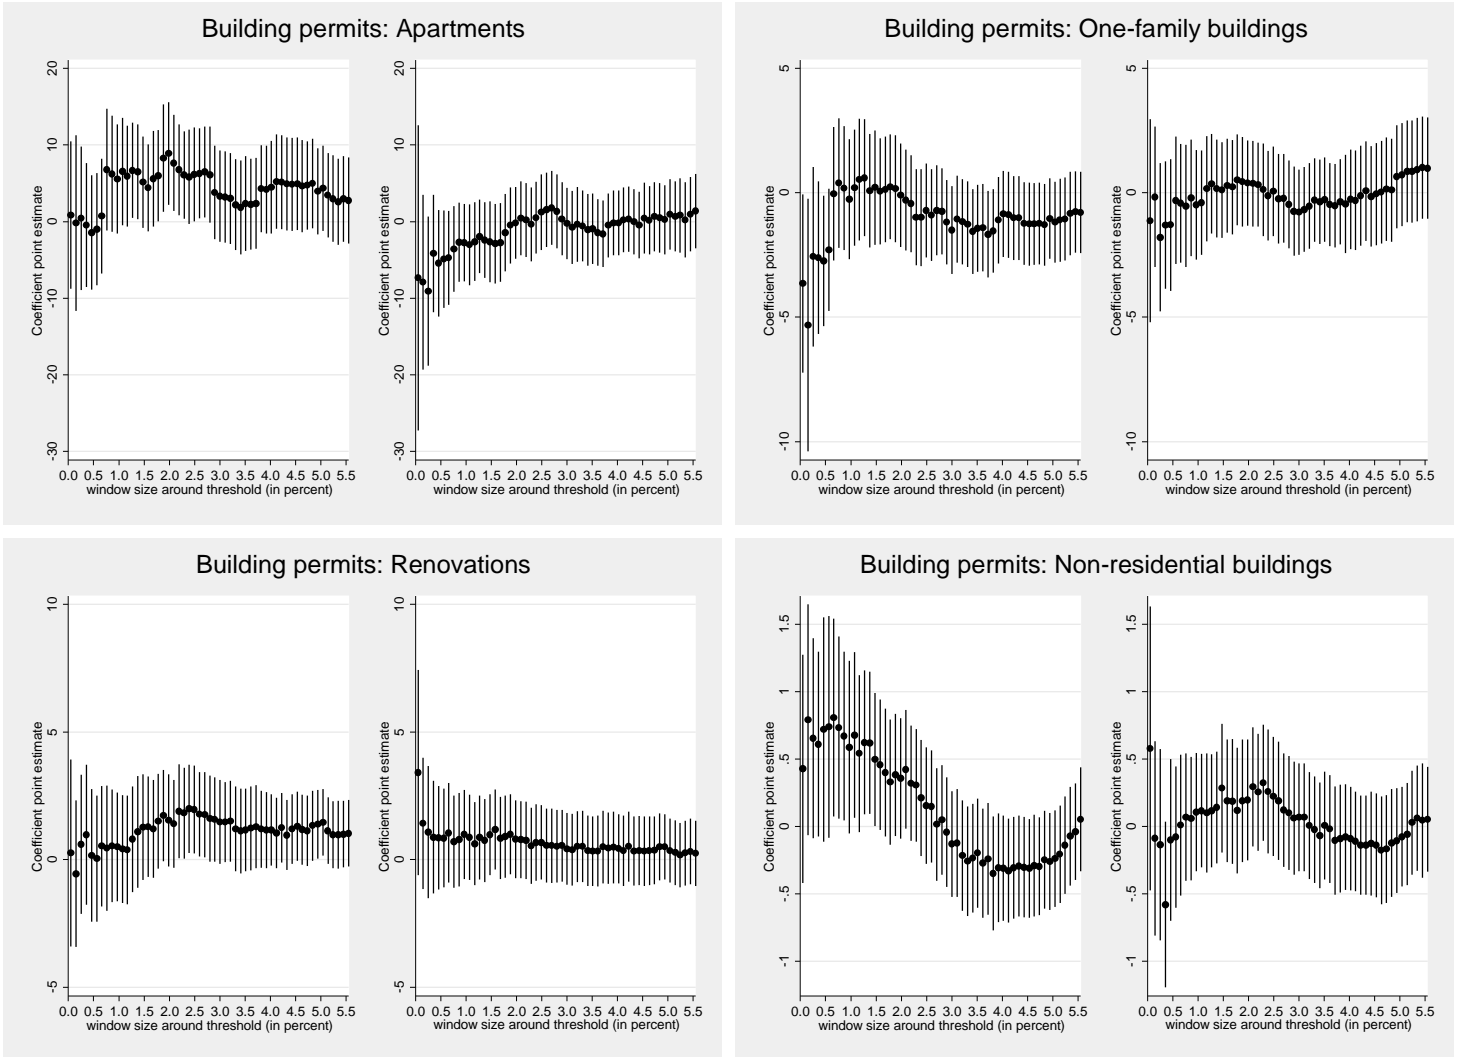 Building permits: Apartments
Coefficient point estimate
20
10
0
-10
-20
-30
0.0 0.5 1.0 1.5 2.0 2.5 3.0 3.5 4.0 4.5 5.0 5.5
window size around threshold (in percent)
Coefficient point estimate
20
10
0
-10
-20
-30
0.0 0.5 1.0 1.5 2.0 2.5 3.0 3.5 4.0 4.5 5.0 5.5
window size around threshold (in percent)
Building permits: One-family buildings
Coefficient point estimate
5
0
-5
-10
0.0 0.5 1.0 1.5 2.0 2.5 3.0 3.5 4.0 4.5 5.0 5.5
window size around threshold (in percent)
Coefficient point estimate
5
0
-5
-10
0.0 0.5 1.0 1.5 2.0 2.5 3.0 3.5 4.0 4.5 5.0 5.5
window size around threshold (in percent)
Building permits: Renovations
Coefficient point estimate
10
5
0
-5
0.0 0.5 1.0 1.5 2.0 2.5 3.0 3.5 4.0 4.5 5.0 5.5
window size around threshold (in percent)
Coefficient point estimate
10
5
0
-5
0.0 0.5 1.0 1.5 2.0 2.5 3.0 3.5 4.0 4.5 5.0 5.5
window size around threshold (in percent)
Building permits: Non-residential buildings
Coefficient point estimate
1.5
1
.5
0
-.5
-1
0.0 0.5 1.0 1.5 2.0 2.5 3.0 3.5 4.0 4.5 5.0 5.5
window size around threshold (in percent)
Coefficient point estimate
1.5
1
.5
0
-.5
-1
0.0 0.5 1.0 1.5 2.0 2.5 3.0 3.5 4.0 4.5 5.0 5.5
window size around threshold (in percent)